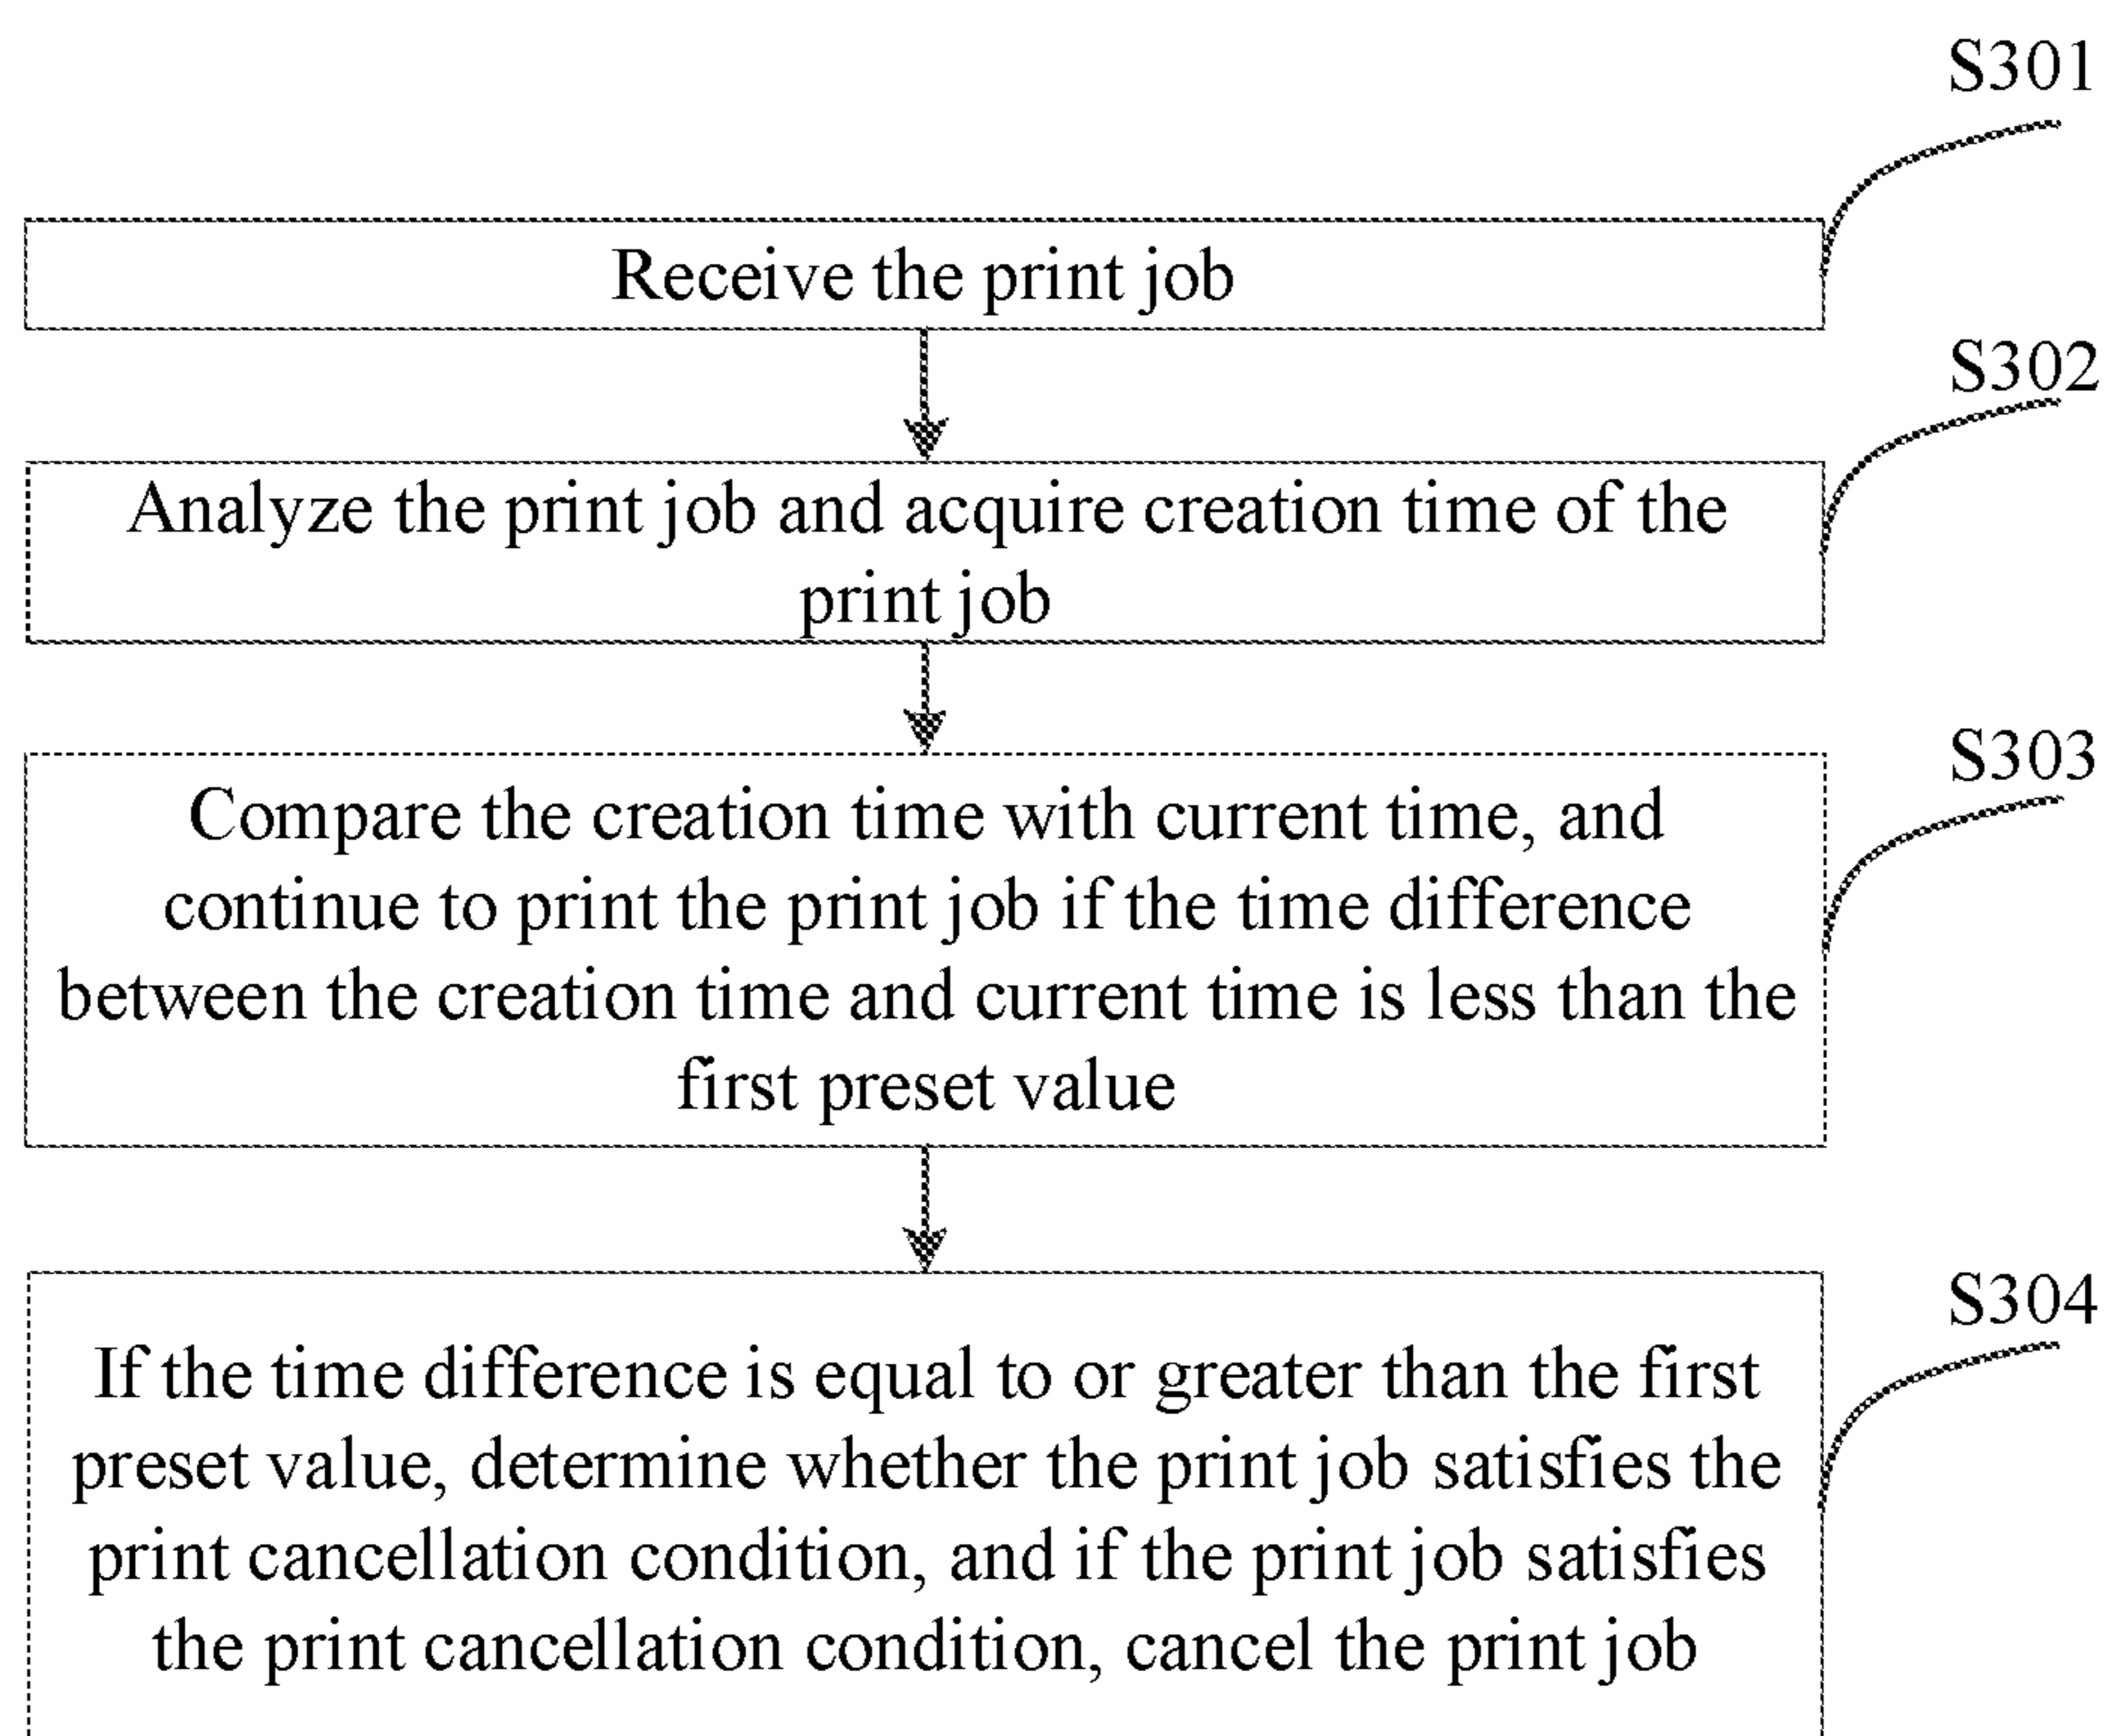 S301
Receive the print job
S302
Analyze the print job and acquire creation time of the
print job
S303
Compare the creation time with current time, and
continue to print the print job if the time difference
between the creation time and current time is less than the
first preset value
S304
If the time difference is equal to or greater than the first
preset value, determine whether the print job satisfies the
print cancellation condition, and if the print job satisfies
the print cancellation condition, cancel the print job